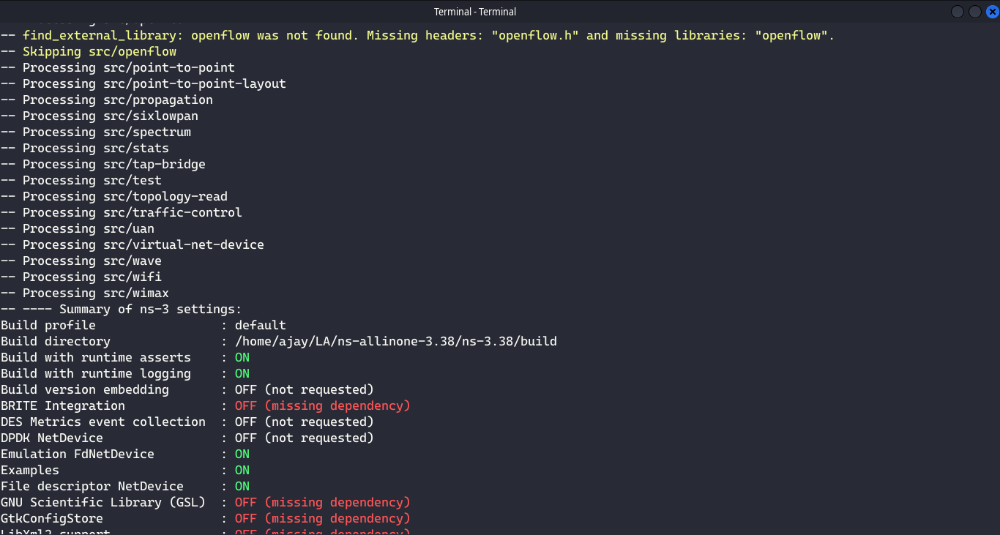 Terminal - Terminal
-- find_external_library: openflow was not found. Missing headers: "openflow.h" and missing libraries: "openflow".
-- Skipping src/openflow
-- Processing src/point-to-point
-- Processing src/point-to-point-layout
-- Processing src/propagation
-- Processing src/sixlowpan
-- Processing src/spectrum
-- Processing src/stats
-- Processing src/tap-bridge
-- Processing src/test
-- Processing src/topology-read
-- Processing src/traffic-control
-- Processing src/uan
-- Processing src/virtual-net-device
-- Processing src/wave
-- Processing src/wifi
-- Processing src/wimax
-- ---- Summary of ns-3 settings:
Build profile                 : default
Build directory               : /home/ajay/LA/ns-allinone-3.38/ns-3.38/build
Build with runtime asserts    : ON
Build with runtime logging    : ON
Build version embedding       : OFF (not requested)
BRITE Integration             : OFF (missing dependency)
DES Metrics event collection  : OFF (not requested)
DPDK NetDevice                : OFF (not requested)
Emulation FdNetDevice         : ON
Examples                      : ON
File descriptor NetDevice     : ON
GNU Scientific Library (GSL)  : OFF (missing dependency)
GtkConfigStore                : OFF (missing dependency)
LibXml2 support               : OFF (missing dependency)